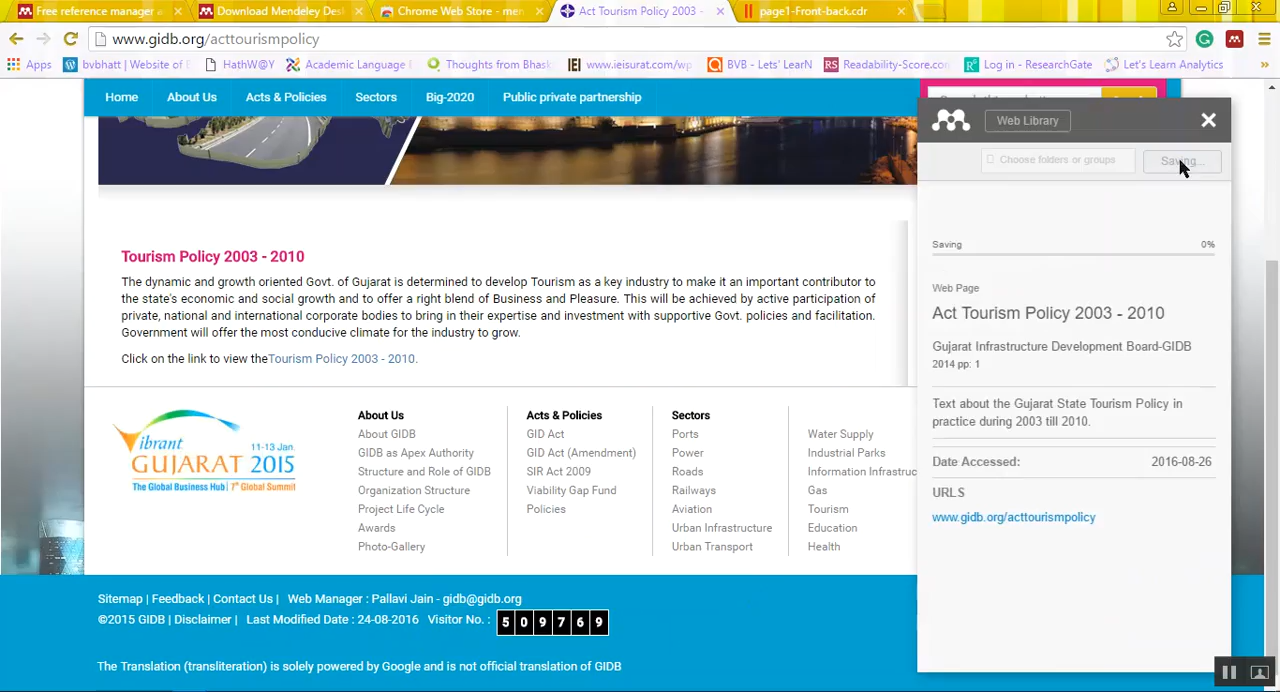 Free reference manager a
Download Mendeley Des
Chrome Web Store - men
Act Tourism Policy 2003 -
page1-Front-back.cdr
www.gidb.org/acttourismpolicy
Apps
bvbhatt | Website of
HathW@Y
Academic Language
Thoughts from Bhask
www.ieisurat.com/wp
BVB - Lets' LearN
Readability-Score.com
Log in - ResearchGate
Let's Learn Analytics
Home
About Us
Acts & Policies
Sectors
Big-2020
Public private partnership
Web Library
Choose folders or groups
Saving...
Tourism Policy 2003 - 2010
The dynamic and growth oriented Govt. of Gujarat is determined to develop Tourism as a key industry to make it an important contributor to
the state's economic and social growth and to offer a right blend of Business and Pleasure. This will be achieved by active participation of
private, national and international corporate bodies to bring in their expertise and investment with supportive Govt. policies and facilitation.
Government will offer the most conducive climate for the industry to grow.
Click on the link to view theTourism Policy 2003 - 2010.
Saving
0%
Web Page
Act Tourism Policy 2003 - 2010
Gujarat Infrastructure Development Board-GIDB
2014 pp: 1
Text about the Gujarat State Tourism Policy in
practice during 2003 till 2010.
Date Accessed:
2016-08-26
URLS
www.gidb.org/acttourismpolicy
Vibrant
11-13 Jan.
GUJARAT 2015
The Global Business Hub | 7th Global Summit
About Us
About GIDB
GIDB as Apex Authority
Structure and Role of GIDB
Organization Structure
Project Life Cycle
Awards
Photo-Gallery
Acts & Policies
GID Act
GID Act (Amendment)
SIR Act 2009
Viability Gap Fund
Policies
Sectors
Ports
Power
Roads
Railways
Aviation
Urban Infrastructure
Urban Transport
Water Supply
Industrial Parks
Information Infrastruc
Gas
Tourism
Education
Health
Sitemap | Feedback | Contact Us | Web Manager : Pallavi Jain - gidb@gidb.org
©2015 GIDB | Disclaimer | Last Modified Date : 24-08-2016 Visitor No. : 509769
The Translation (transliteration) is solely powered by Google and is not official translation of GIDB